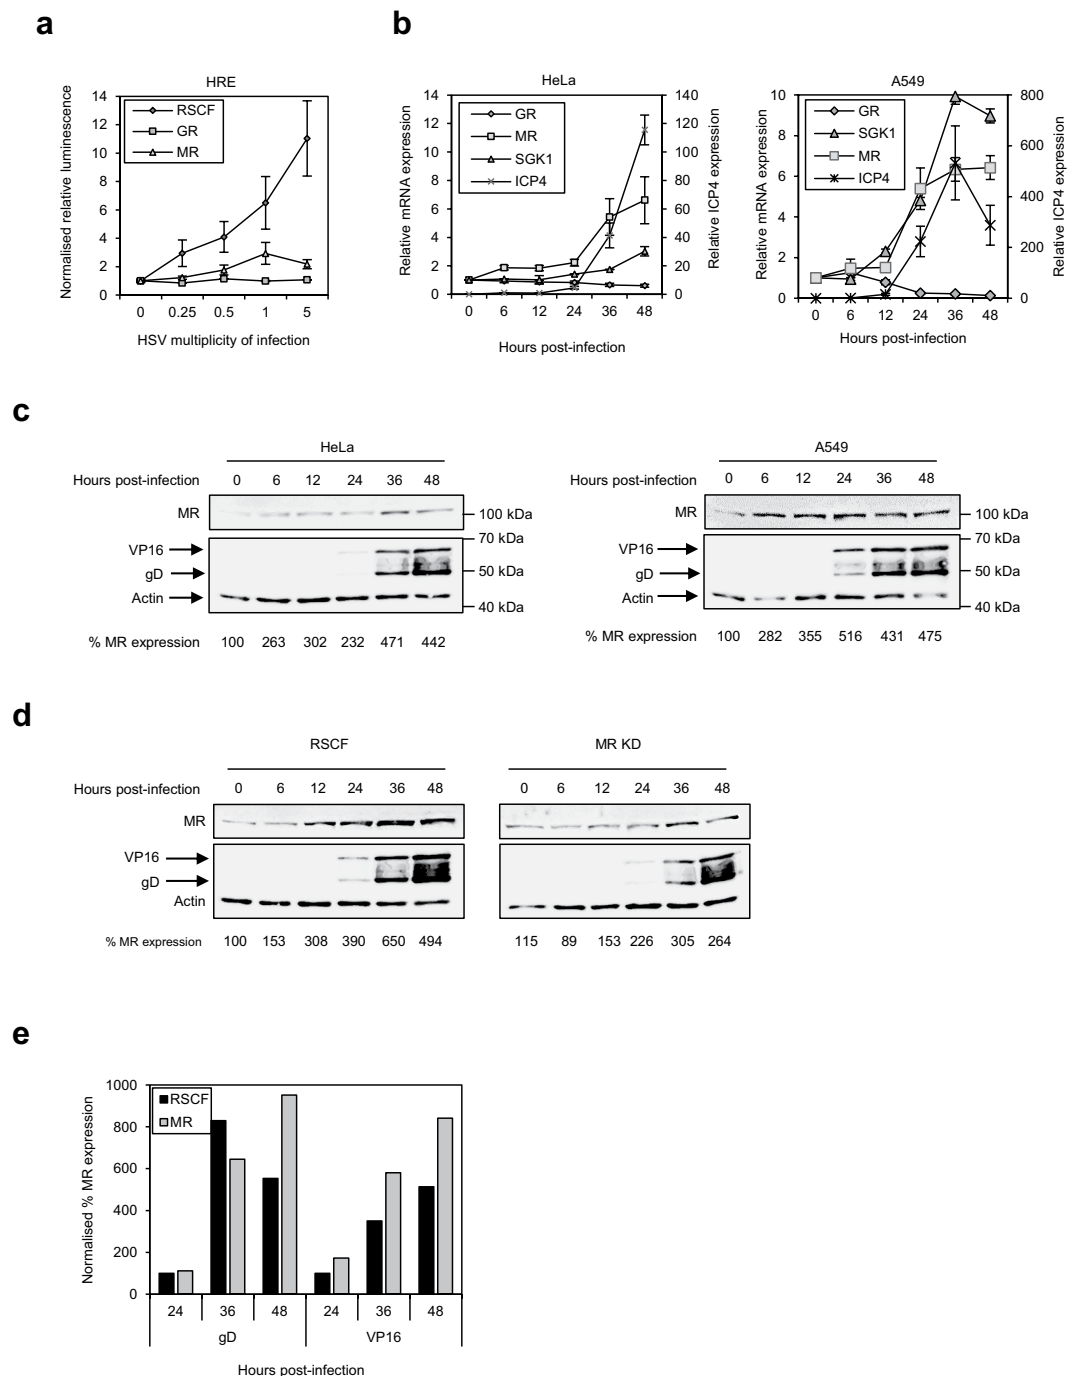 a
HRE
Normalised relative luminescence
14
12
10
8
6
4
2
0
RSCF
GR
MR
0 0.25 0.5 1 5
HSV multiplicity of infection
b
HeLa
Relative mRNA expression
14
12
10
8
6
4
2
0
GR
MR
SGK1
ICP4
140
120
100
80
60
40
20
0
Relative ICP4 expression
0 6 12 24 36 48
Hours post-infection
A549
Relative mRNA expression
10
8
6
4
2
0
GR
SGK1
MR
ICP4
800
600
400
200
0
Relative ICP4 expression
0 6 12 24 36 48
Hours post-infection
c
HeLa
Hours post-infection 0 6 12 24 36 48
MR
100 kDa
70 kDa
VP16
gD
50 kDa
Actin
40 kDa
% MR expression 100 263 302 232 471 442
A549
Hours post-infection 0 6 12 24 36 48
MR
100 kDa
70 kDa
VP16
gD
50 kDa
Actin
40 kDa
% MR expression 100 282 355 516 431 475
d
RSCF
Hours post-infection 0 6 12 24 36 48
MR
VP16
gD
Actin
% MR expression 100 153 308 390 650 494
MR KD
0 6 12 24 36 48
115 89 153 226 305 264
e
Normalised % MR expression
1000
800
600
400
200
0
RSCF
MR
24 36 48 24 36 48
gD VP16
Hours post-infection